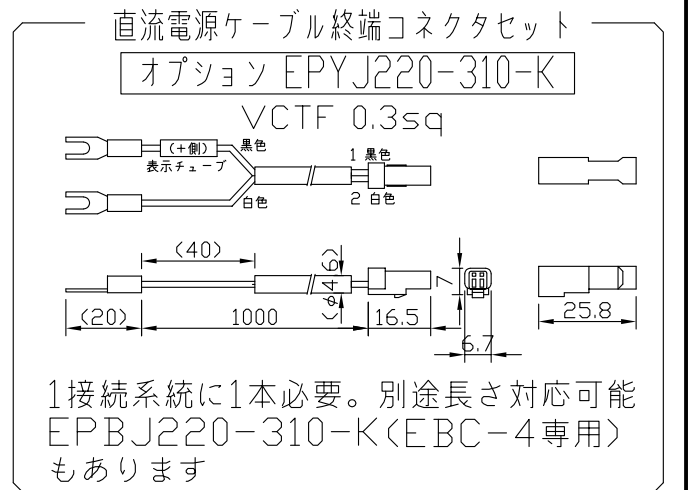 直流電源ケーブル終端コネクタセット
オプション EPYJ220-310-K
VCTF 0.3sq
(+側)
黒色
表示チューブ
1 黒色
白色
2 白色
(40)
(φ4.6)
7
(20)
1000
16.5
6.7
25.8
1接続系統に1本必要。別途長さ対応可能
EPBJ220-310-K(EBC-4専用)
もあります